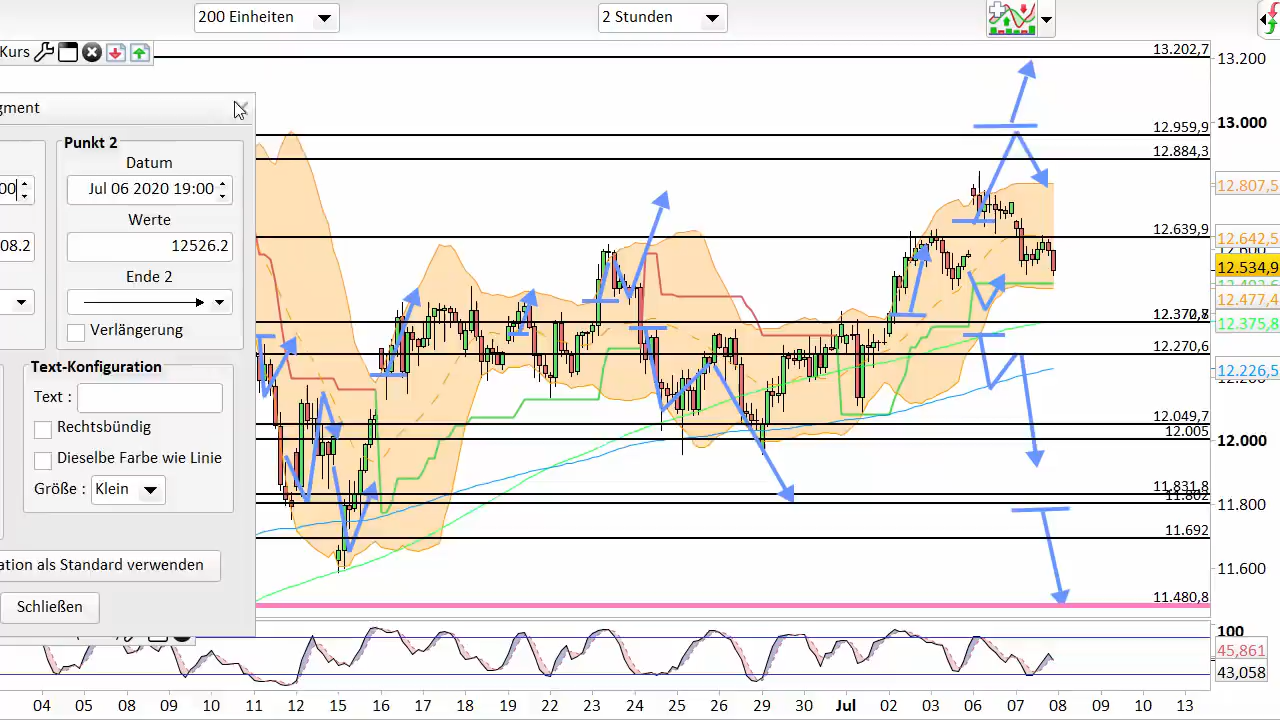 200 Einheiten
2 Stunden
Kurs
gment
Punkt 2
Datum
00
Jul 06 2020 19:00
Werte
08.2
12526.2
Ende 2
Verlängerung
Text-Konfiguration
Text :
Rechtsbündig
Dieselbe Farbe wie Linie
Größe :
Klein
ation als Standard verwenden
Schließen
13.202,7
12.959,9
12.884,3
12.639,9
12.270,6
12.049,7
12.005
11.831,8
11.802
11.692
11.480,8
13.200
13.000
12.807,5
12.642,5
12.534,9
12.477,4
12.375,8
12.226,5
12.000
11.800
11.600
100
45,861
43,058
04
05
08
09
10
11
12
15
16
17
18
19
22
23
24
25
26
29
30
Jul
02
03
06
07
08
09
10
13